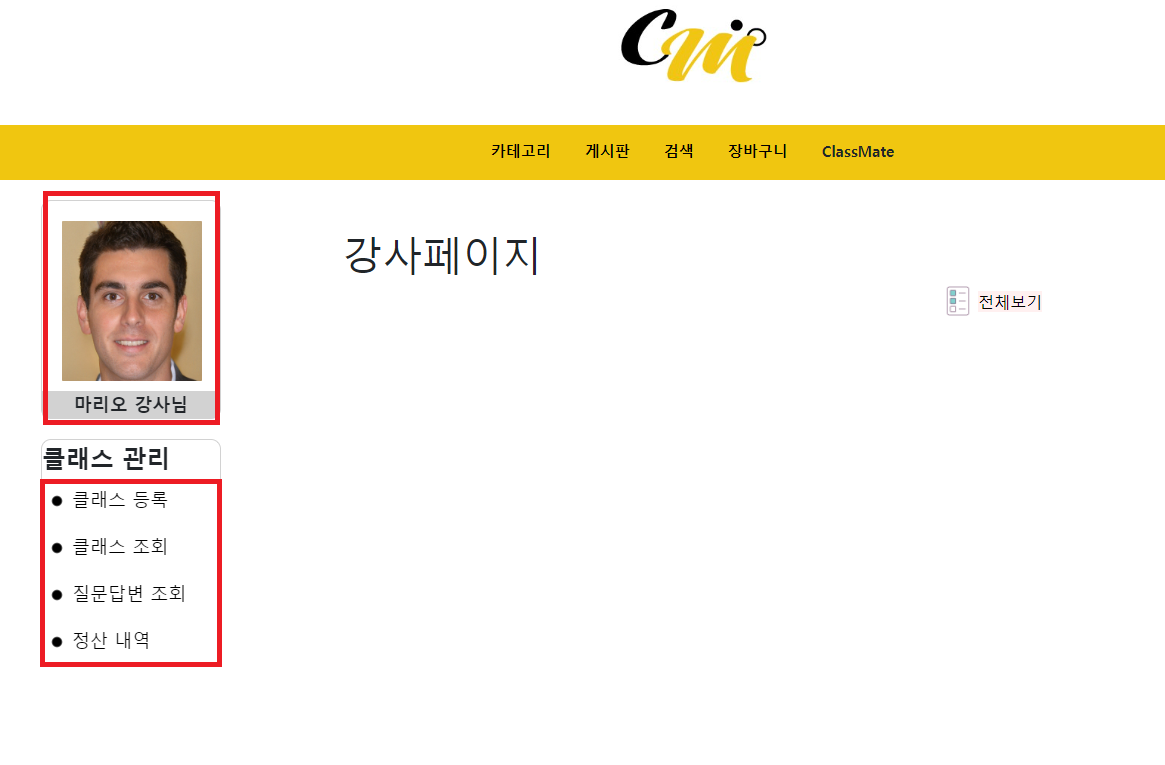 Cm
카테고리 게시판 검색 장바구니 ClassMate
강사페이지
전체보기
마리오 강사님
클래스 관리
클래스 등록
클래스 조회
질문답변 조회
정산 내역